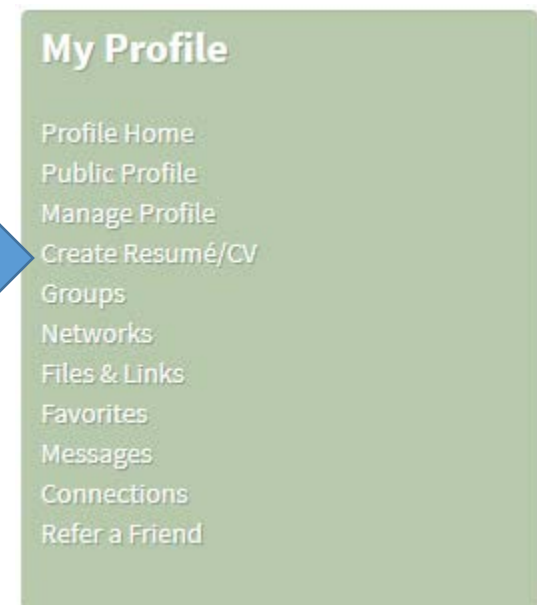 My Profile
Profile Home
Public Profile
Manage Profile
Create Resumé/CV
Groups
Networks
Files & Links
Favorites
Messages
Connections
Refer a Friend